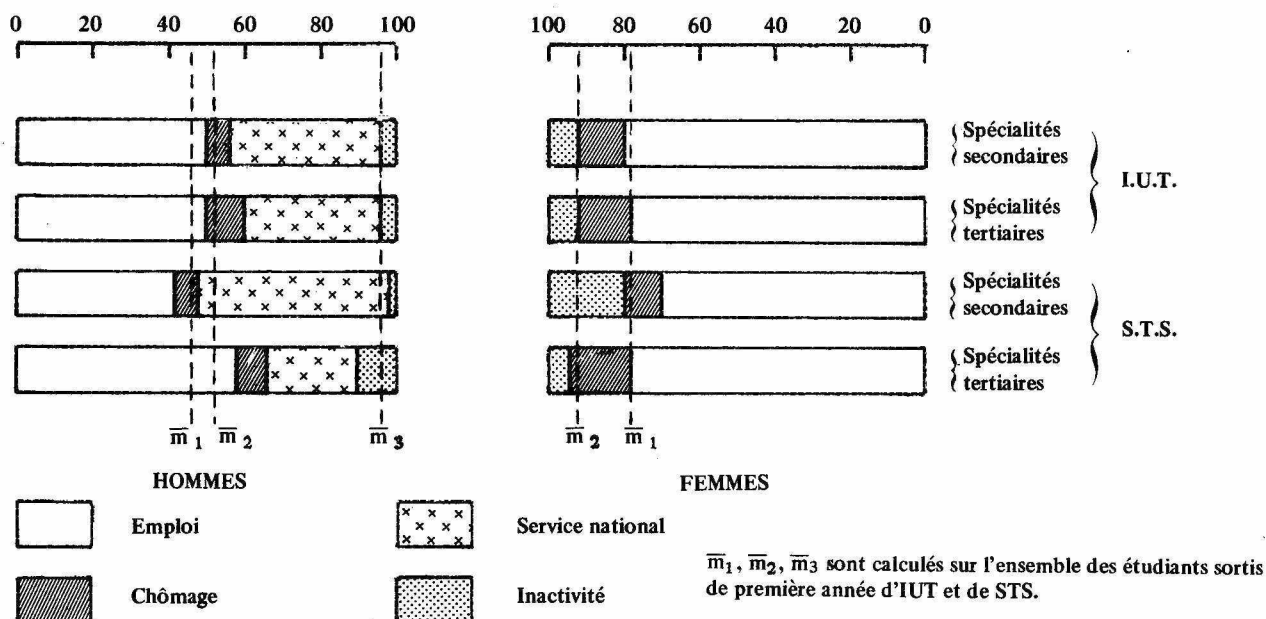 0 20 40 60 80 100
100 80 60 40 20 0
Spécialités
secondaires
I.U.T.
Spécialités
tertiaires
Spécialités
secondaires
S.T.S.
Spécialités
tertiaires
m̅ 1 m̅ 2 m̅ 3
m̅ 2 m̅ 1
HOMMES
FEMMES
Emploi
Service national
Chômage
Inactivité
m̅1, m̅2, m̅3 sont calculés sur l'ensemble des étudiants sortis
de première année d'IUT et de STS.